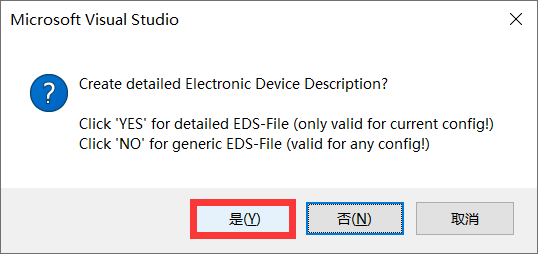 Microsoft Visual Studio
Create detailed Electronic Device Description?
Click 'YES' for detailed EDS-File (only valid for current config!)
Click 'NO' for generic EDS-File (valid for any config!)
是(Y) 否(N) 取消